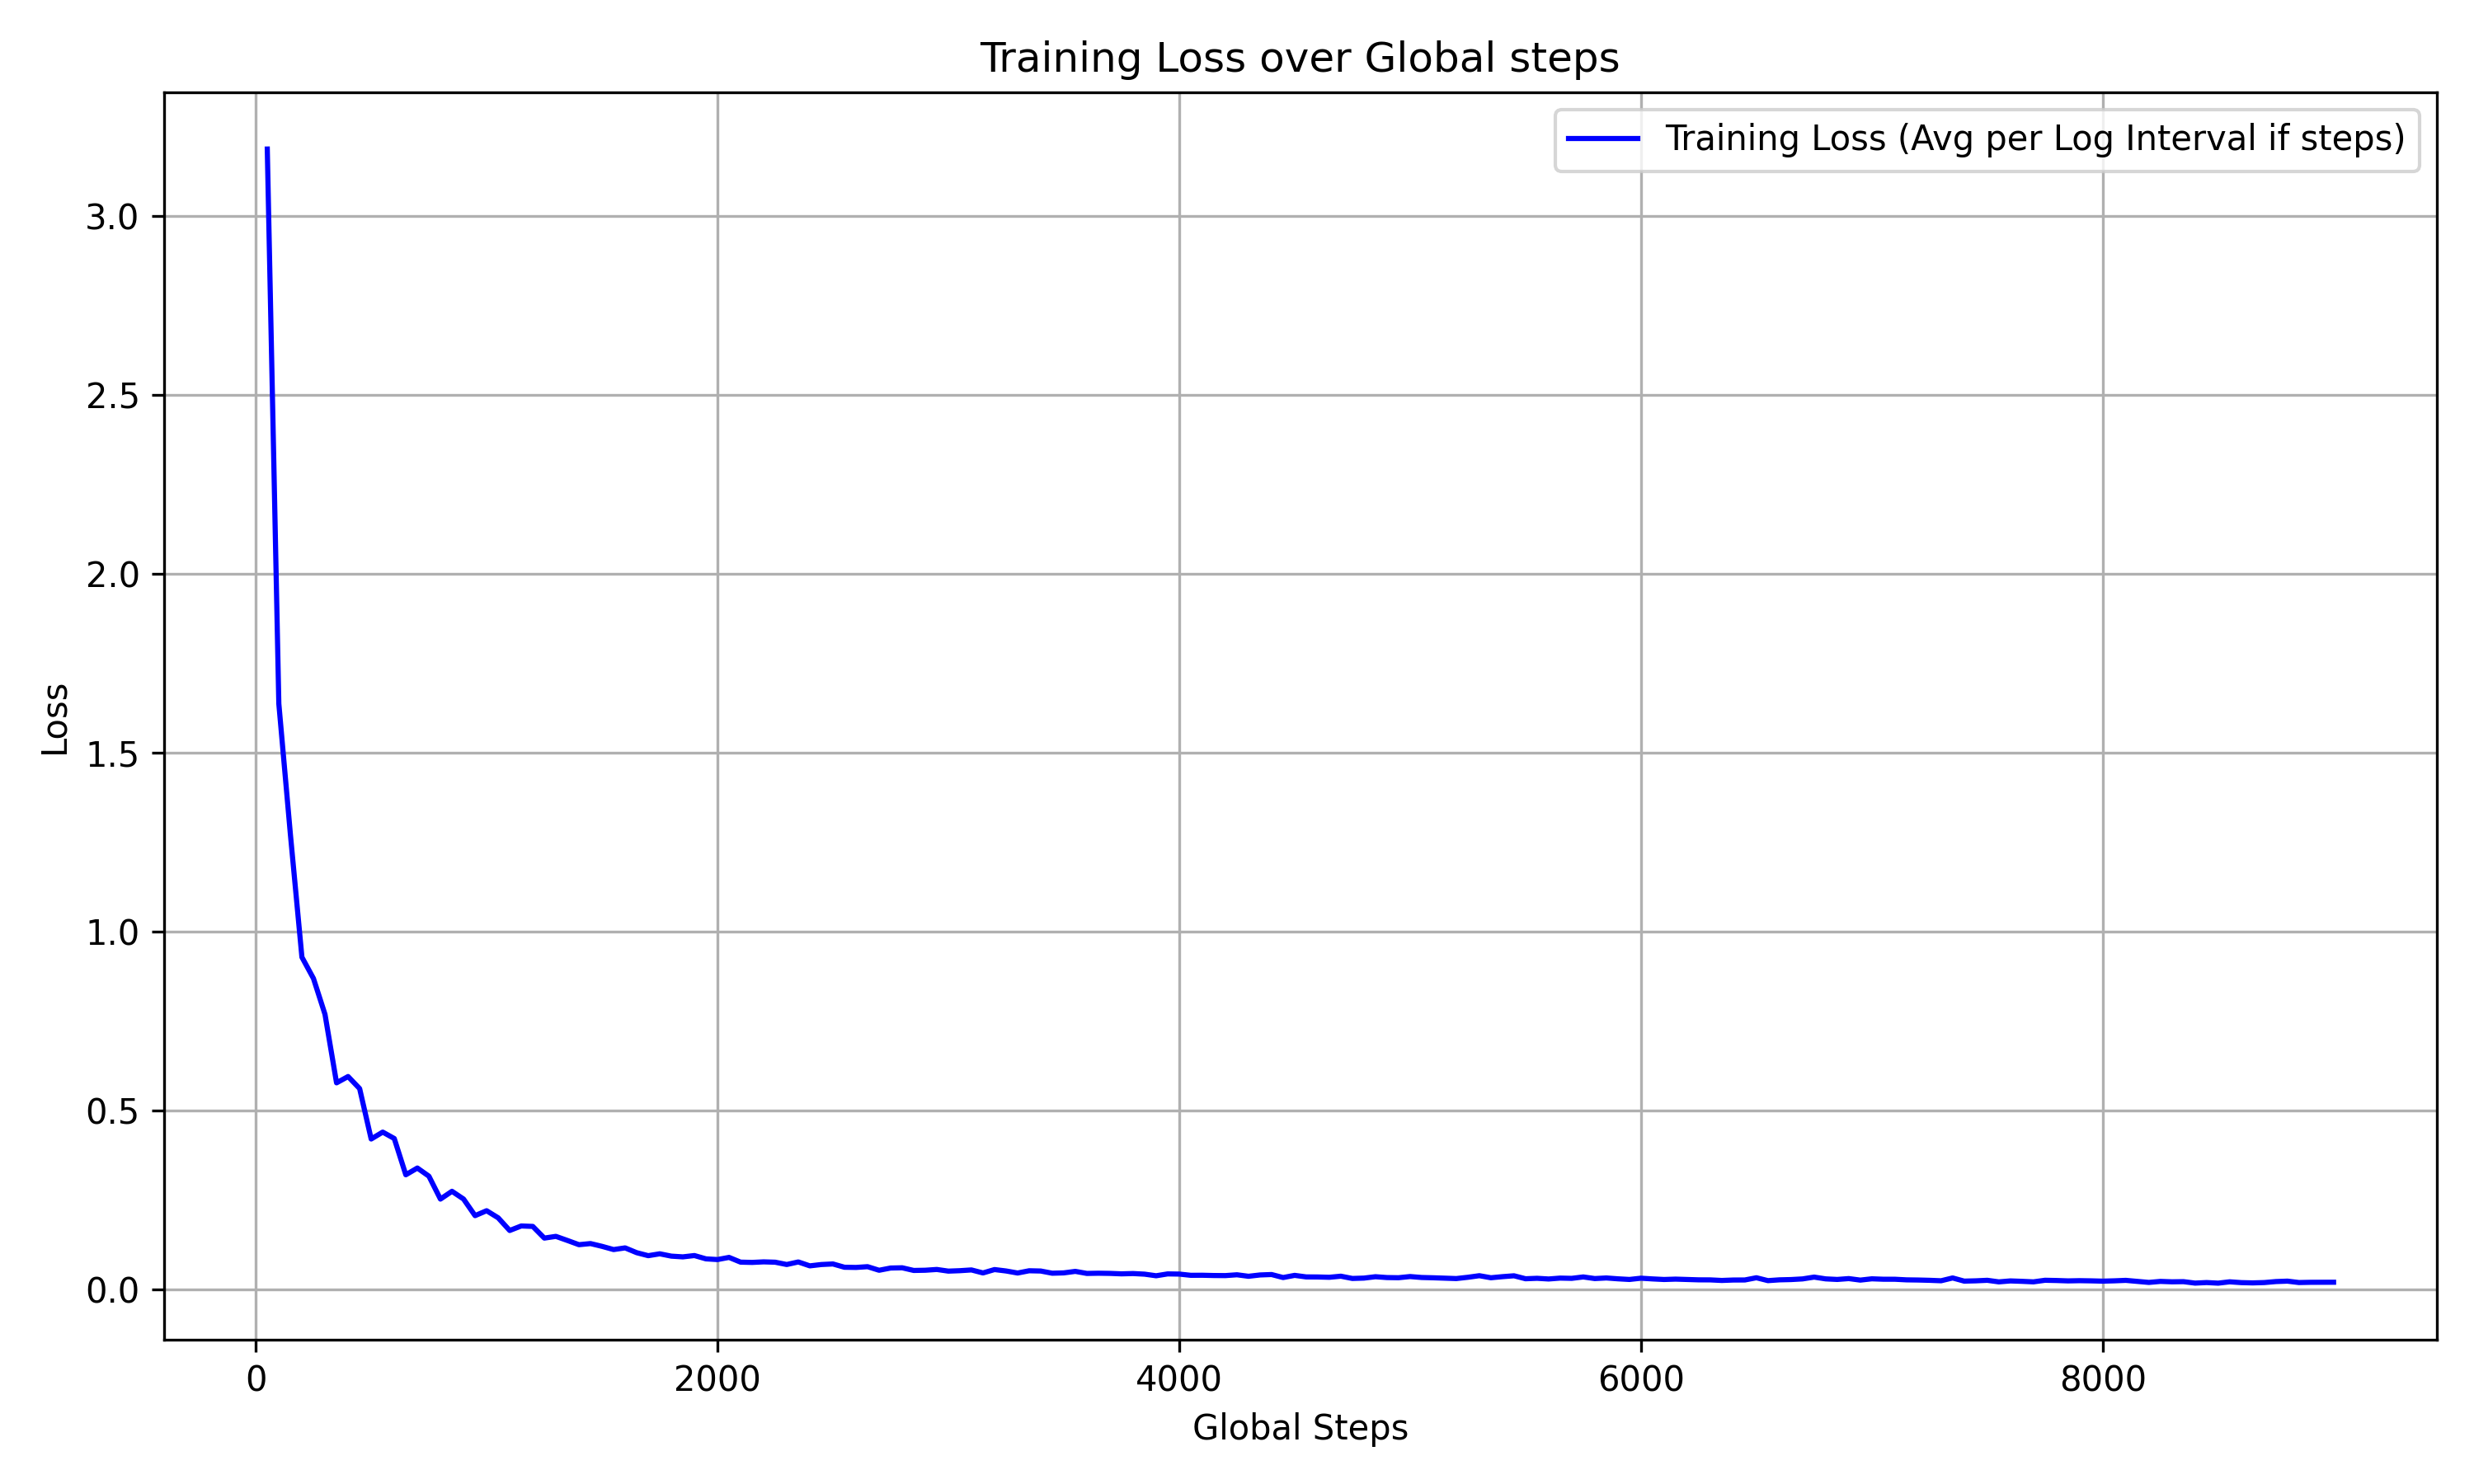 Training Loss over Global steps
Training Loss (Avg per Log Interval if steps)
3.0
2.5
2.0
1.5
1.0
0.5
0.0
Loss
0 2000 4000 6000 8000
Global Steps